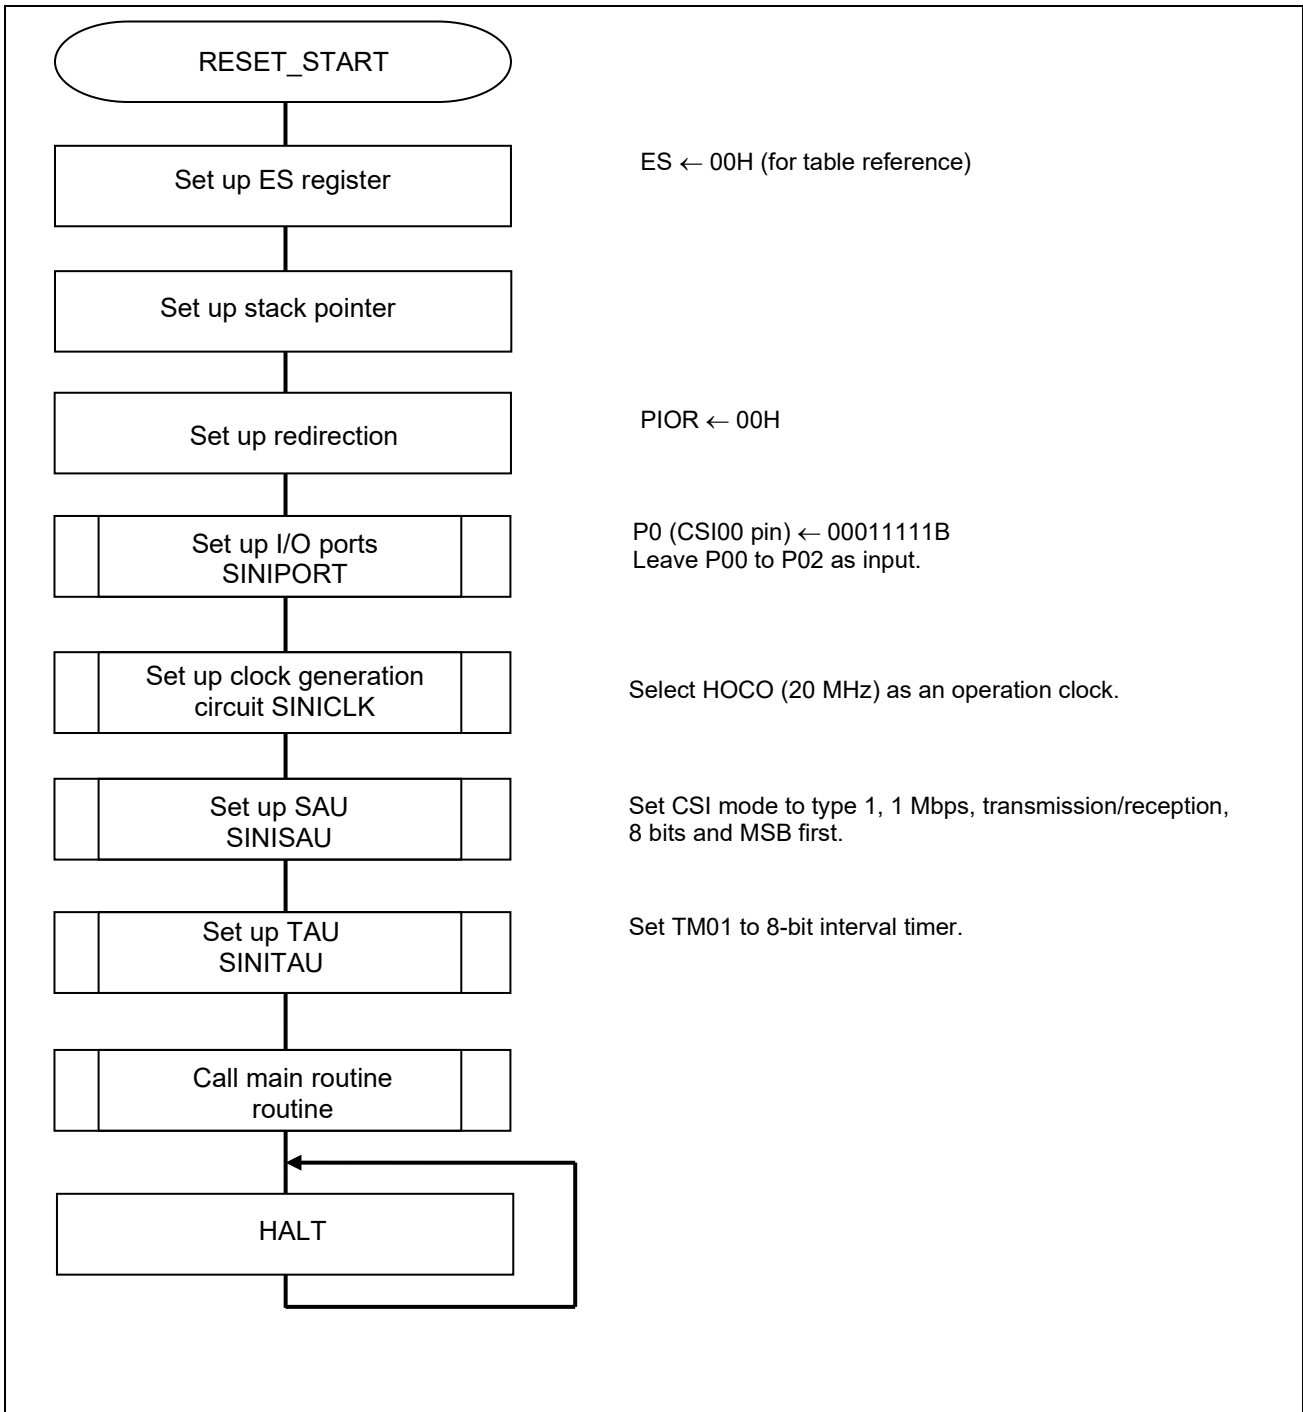 RESET_START
Set up ES register
ES ← 00H (for table reference)
Set up stack pointer
Set up redirection
PIOR ← 00H
Set up I/O ports
SINIPORT
P0 (CSI00 pin) ← 00011111B
Leave P00 to P02 as input.
Set up clock generation
circuit SINICLK
Select HOCO (20 MHz) as an operation clock.
Set up SAU
SINISAU
Set CSI mode to type 1, 1 Mbps, transmission/reception,
8 bits and MSB first.
Set up TAU
SINITAU
Set TM01 to 8-bit interval timer.
Call main routine
routine
HALT